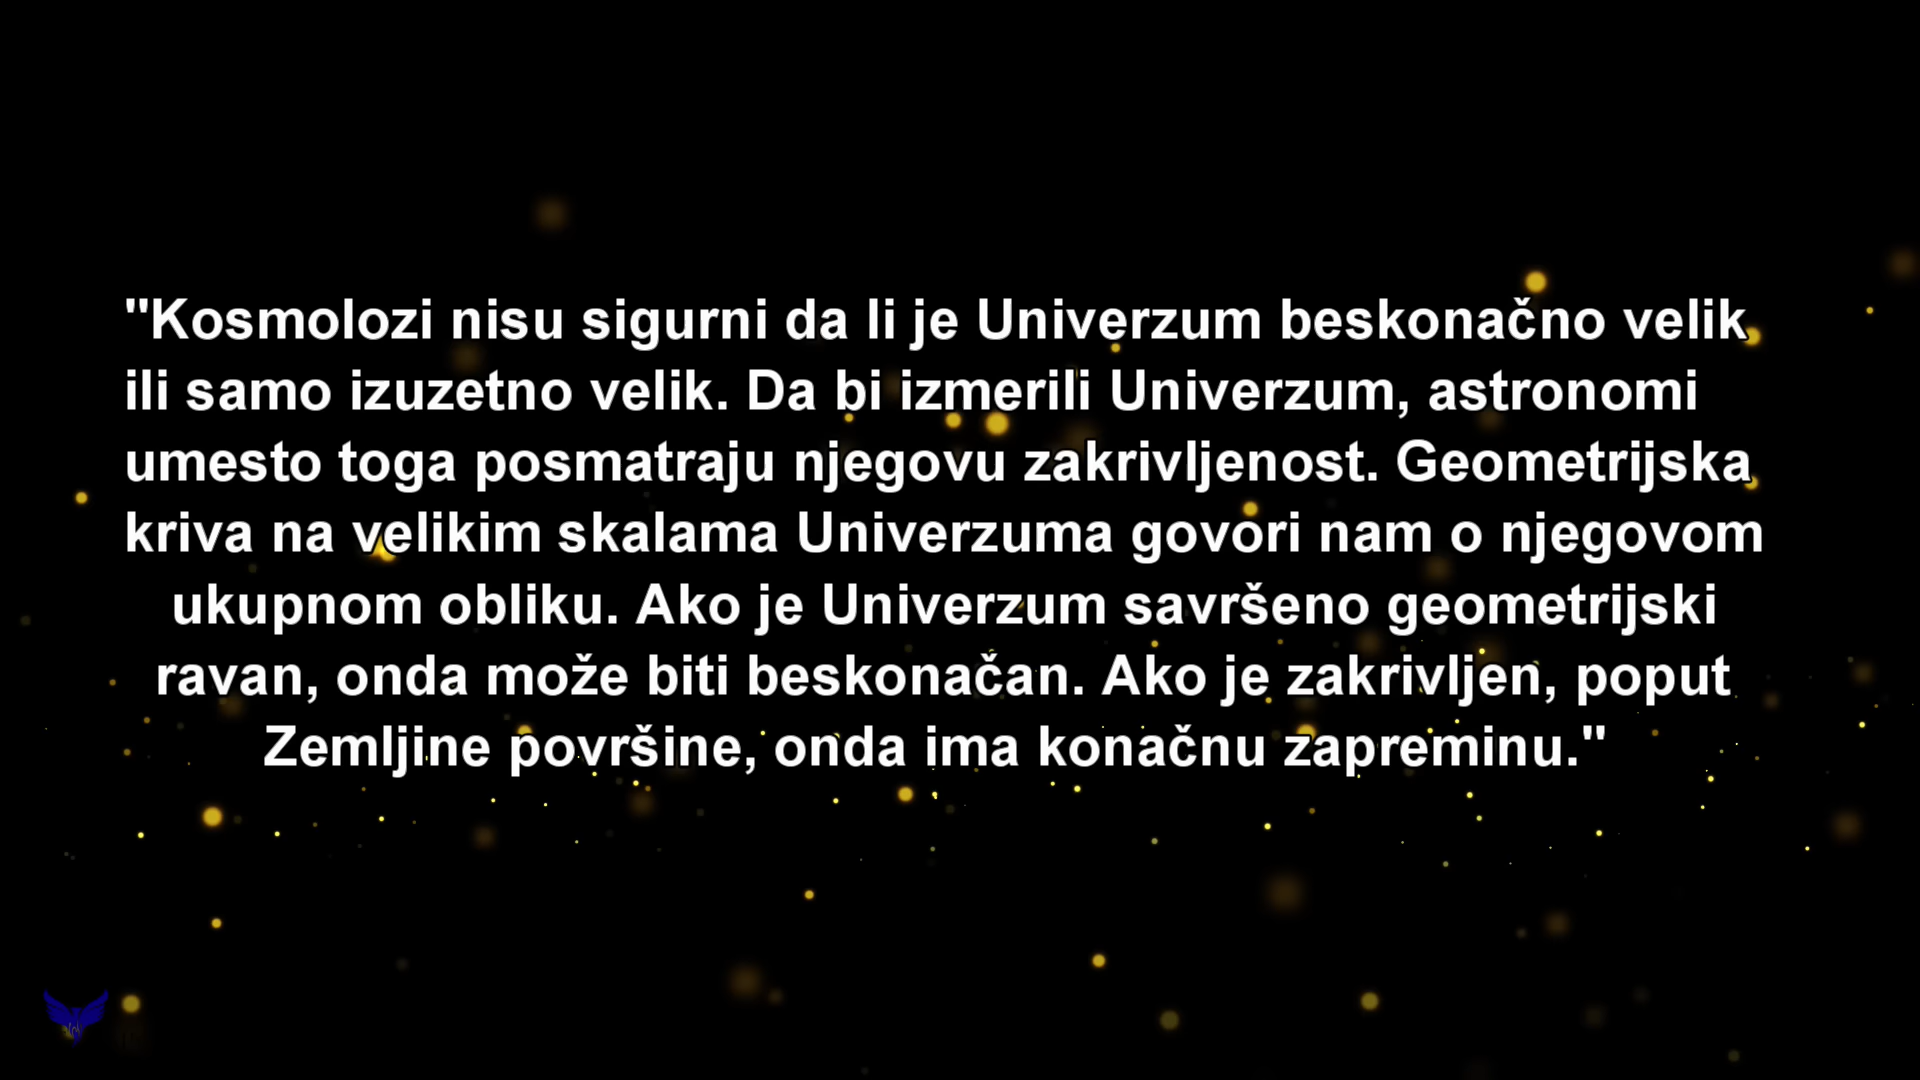 "Kosmolozi nisu sigurni da li je Univerzum beskonačno velik
ili samo izuzetno velik. Da bi izmerili Univerzum, astronomi
umesto toga posmatraju njegovu zakrivljenost. Geometrijska
kriva na velikim skalama Univerzuma govori nam o njegovom
ukupnom obliku. Ako je Univerzum savršeno geometrijski
ravan, onda može biti beskonačan. Ako je zakrivljen, poput
Zemljine površine, onda ima konačnu zapreminu."